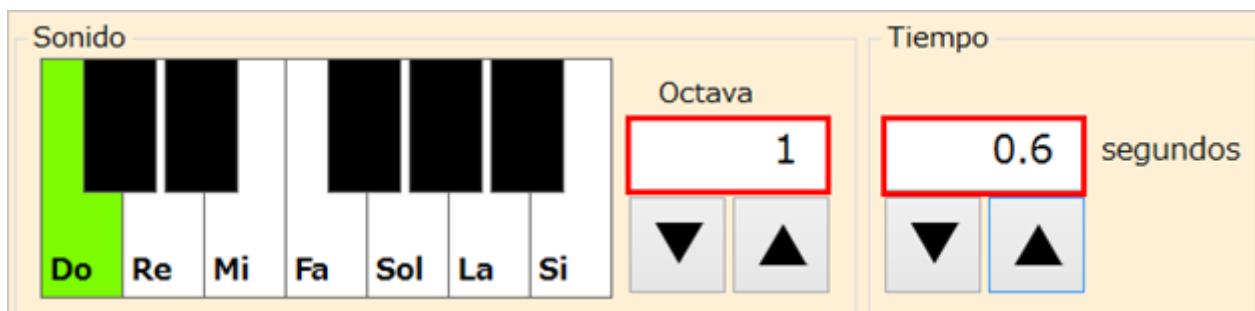 Sonido
Tiempo
Octava
1
0.6 segundos
Do Re Mi Fa Sol La Si